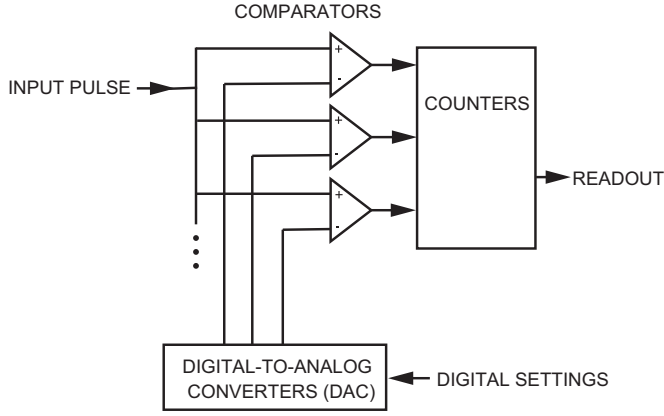 COMPARATORS
+
-
INPUT PULSE
COUNTERS
+
-
READOUT
+
-
DIGITAL-TO-ANALOG
CONVERTERS (DAC)
DIGITAL SETTINGS